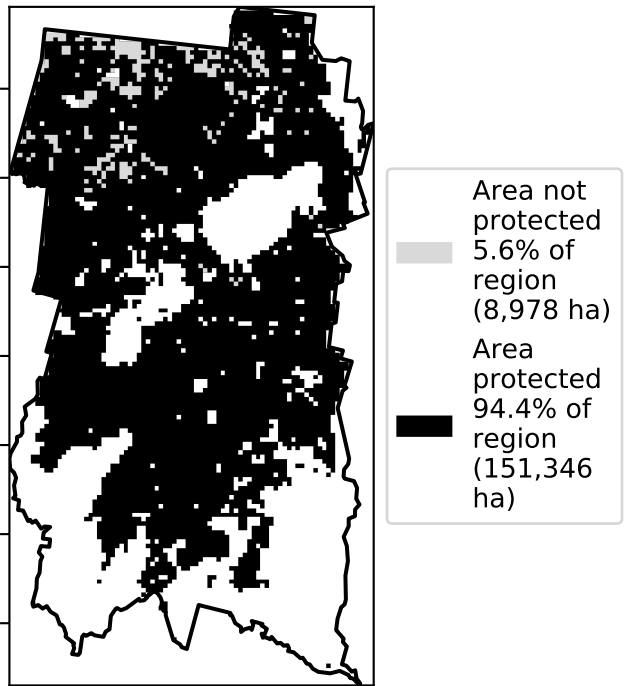 Area not
protected
5.6% of
region
(8,978 ha)
Area
protected
94.4% of
region
(151,346
ha)